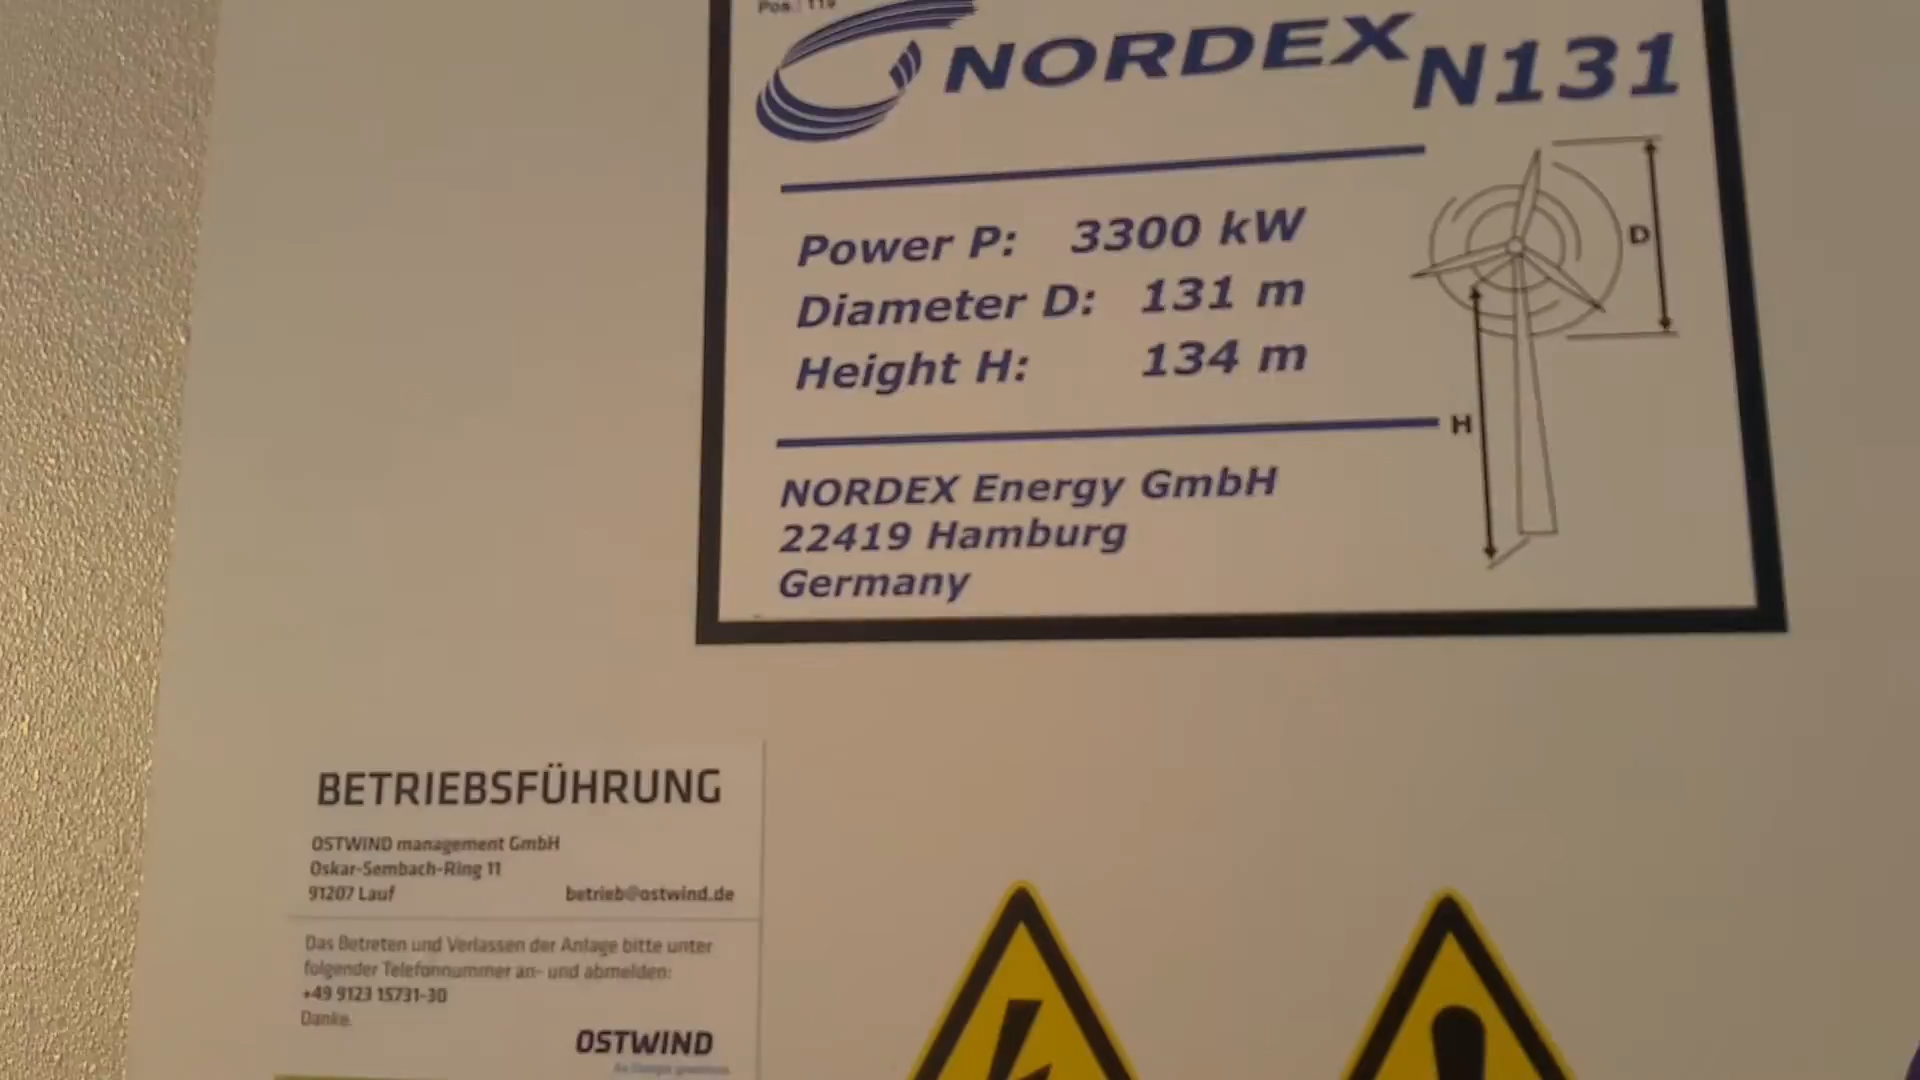 Pos.: 119
NORDEX N131
Power P: 3300 kW
Diameter D: 131 m
Height H: 134 m
D
H
NORDEX Energy GmbH
22419 Hamburg
Germany
BETRIEBSFÜHRUNG
OSTWIND management GmbH
Oskar-Sembach-Ring 11
91207 Lauf betrieb@ostwind.de
Das Betreten und Verlassen der Anlage bitte unter
folgender Telefonnummer an- und abmelden:
+49 9123 15731-30
Danke.
OSTWIND